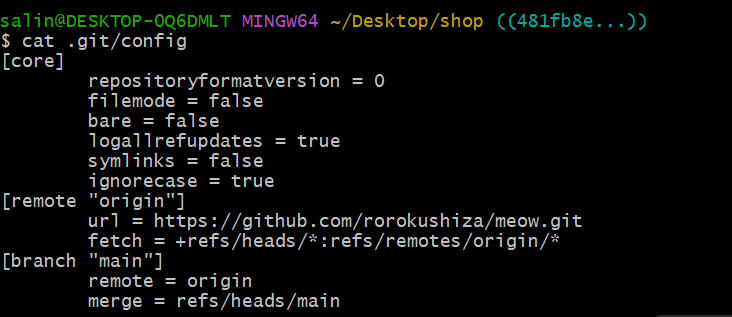 salin@DESKTOP-0Q6DMLT MINGW64 ~/Desktop/shop ((481fb8e...))
$ cat .git/config
[core]
        repositoryformatversion = 0
        filemode = false
        bare = false
        logallrefupdates = true
        symlinks = false
        ignorecase = true
[remote "origin"]
        url = https://github.com/rorokushiza/meow.git
        fetch = +refs/heads/*:refs/remotes/origin/*
[branch "main"]
        remote = origin
        merge = refs/heads/main